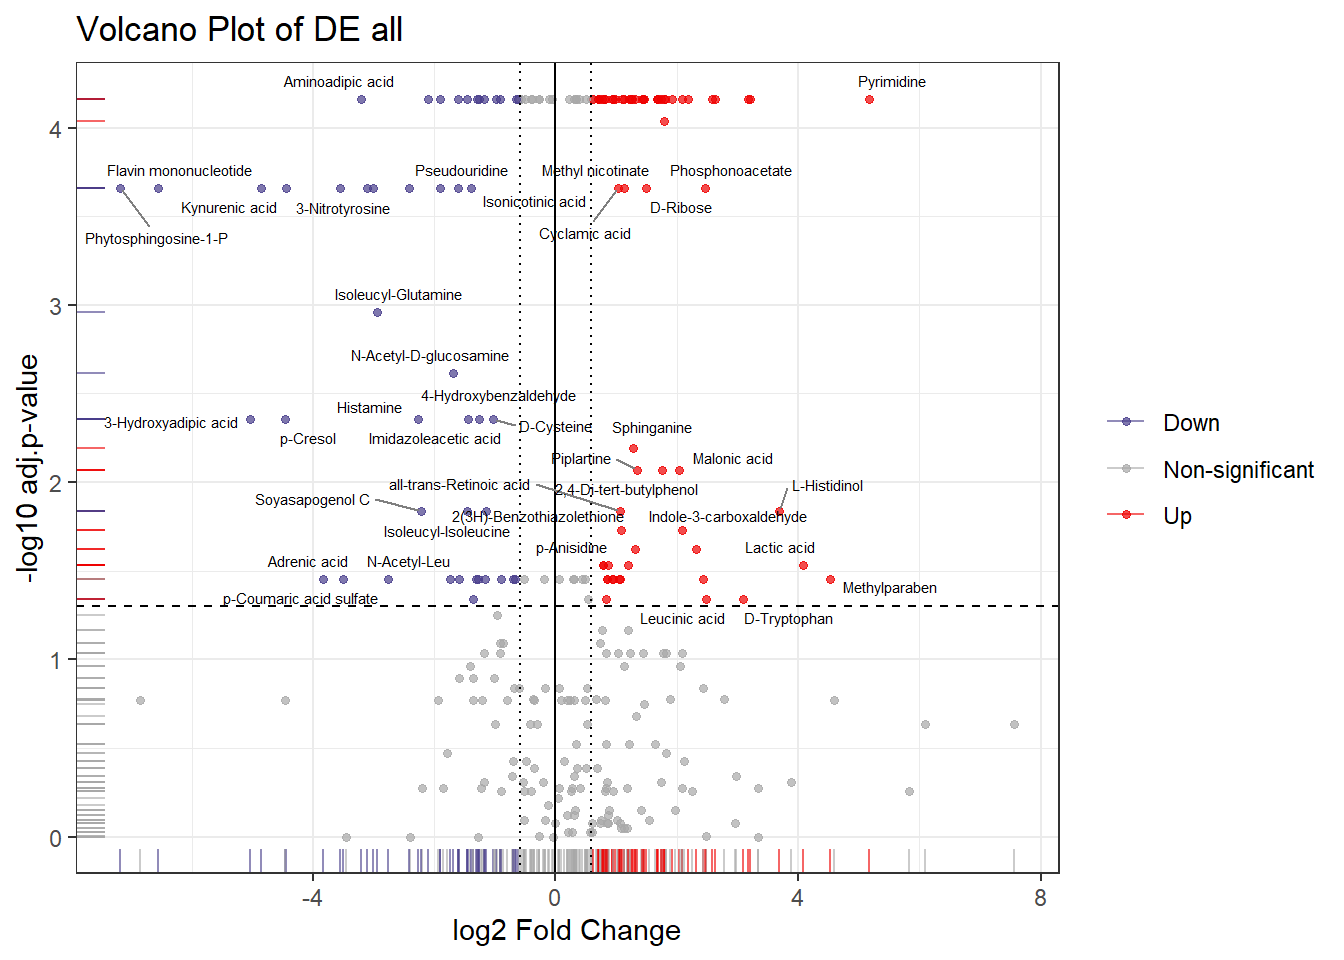 Volcano Plot of DE all
Aminoadipic acid
Pyrimidine
Flavin mononucleotide
Pseudouridine
Methyl nicotinate
Phosphonoacetate
Isonicotinic acid
Kynurenic acid
3-Nitrotyrosine
D-Ribose
Phytosphingosine-1-P
Cyclamic acid
Isoleucyl-Glutamine
N-Acetyl-D-glucosamine
4-Hydroxybenzaldehyde
Histamine
3-Hydroxyadipic acid
D-Cysteine
Sphinganine
p-Cresol
Imidazoleacetic acid
Piplartine
Malonic acid
all-trans-Retinoic acid
2,4-Di-tert-butylphenol
L-Histidinol
Soyasapogenol C
2(3H)-Benzothiazolethione
Indole-3-carboxaldehyde
Isoleucyl-Isoleucine
p-Anisidine
Lactic acid
Adrenic acid
N-Acetyl-Leu
Methylparaben
p-Coumaric acid sulfate
Leucinic acid
D-Tryptophan
4
3
2
1
0
-log10 adj.p-value
-4
0
4
8
log2 Fold Change
Down
Non-significant
Up